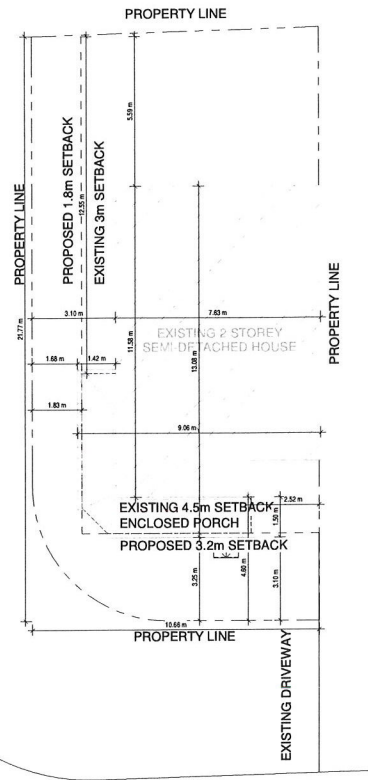 PROPERTY LINE
5.59 m
PROPERTY LINE
PROPOSED 1.8m SETBACK
12.55 m
EXISTING 3m SETBACK
PROPERTY LINE
21.77 m
3.10 m
7.63 m
EXISTING 2 STOREY
SEMI-DETACHED HOUSE
11.58 m
13.08 m
1.68 m
1.42 m
1.83 m
9.06 m
2.52 m
EXISTING 4.5m SETBACK
ENCLOSED PORCH
1.50 m
PROPOSED 3.2m SETBACK
3.25 m
4.60 m
3.10 m
10.66 m
PROPERTY LINE
EXISTING DRIVEWAY